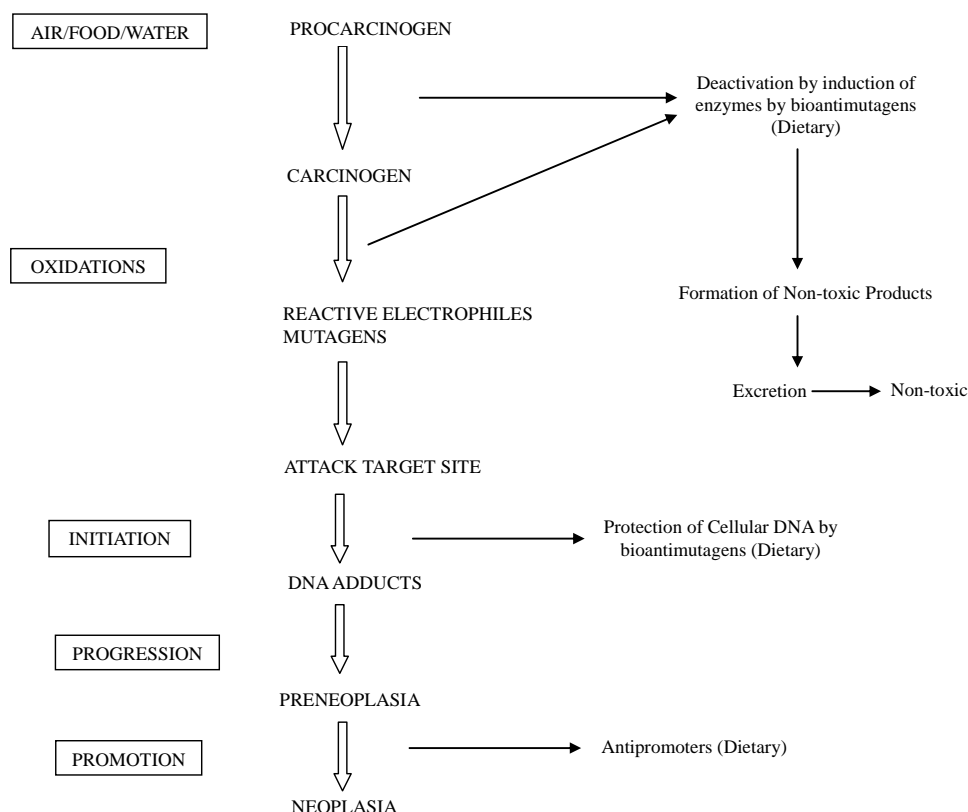 AIR/FOOD/WATER
PROCARCINOGEN
Deactivation by induction of
enzymes by bioantimutagens
(Dietary)
CARCINOGEN
OXIDATIONS
Formation of Non-toxic Products
REACTIVE ELECTROPHILES
MUTAGENS
Excretion
Non-toxic
ATTACK TARGET SITE
INITIATION
Protection of Cellular DNA by
bioantimutagens (Dietary)
DNA ADDUCTS
PROGRESSION
PRENEOPLASIA
PROMOTION
Antipromoters (Dietary)
NEOPLASIA